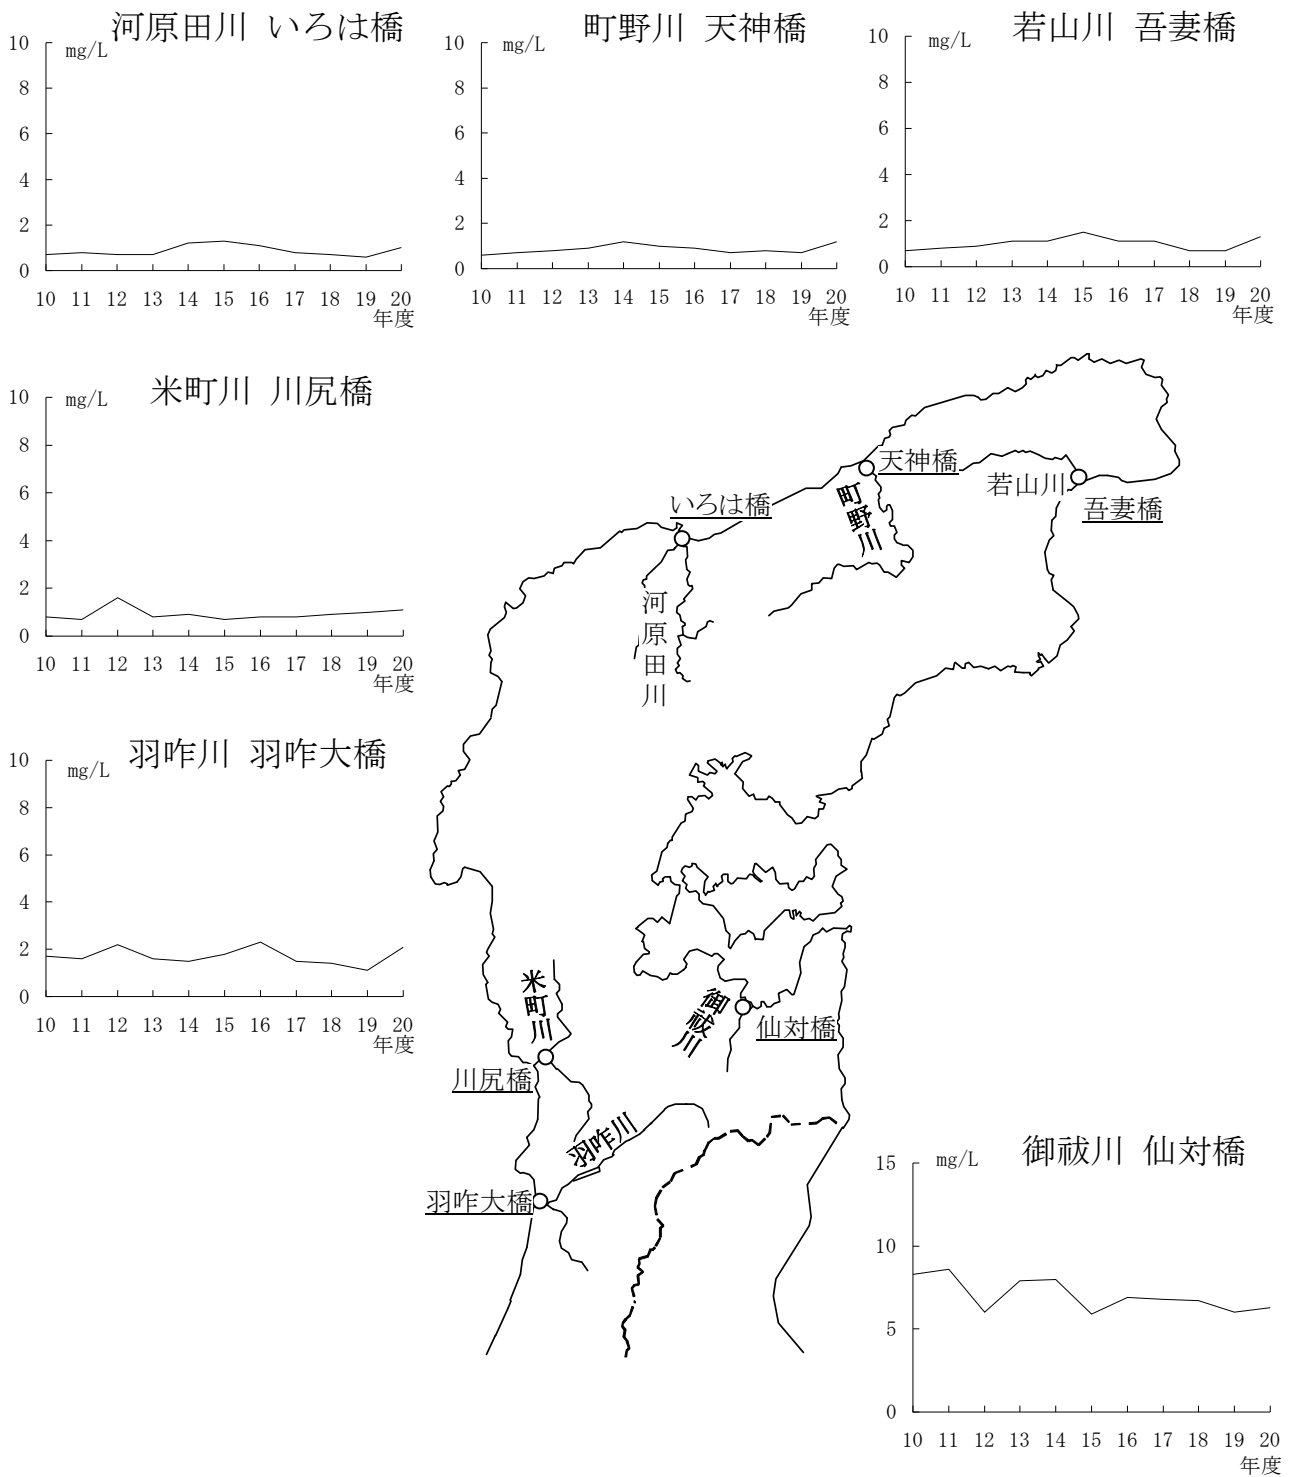 河原田川 いろは橋
mg/L
10
8
6
4
2
0
10 11 12 13 14 15 16 17 18 19 20
年度
町野川 天神橋
mg/L
10
8
6
4
2
0
10 11 12 13 14 15 16 17 18 19 20
年度
若山川 吾妻橋
mg/L
10
8
6
4
2
0
10 11 12 13 14 15 16 17 18 19 20
年度
米町川 川尻橋
mg/L
10
8
6
4
2
0
10 11 12 13 14 15 16 17 18 19 20
年度
羽咋川 羽咋大橋
mg/L
10
8
6
4
2
0
10 11 12 13 14 15 16 17 18 19 20
年度
天神橋
若山川
吾妻橋
いろは橋
町野川
河原田川
米町川
御祓川
仙対橋
川尻橋
羽咋川
羽咋大橋
御祓川 仙対橋
mg/L
15
10
5
0
10 11 12 13 14 15 16 17 18 19 20
年度